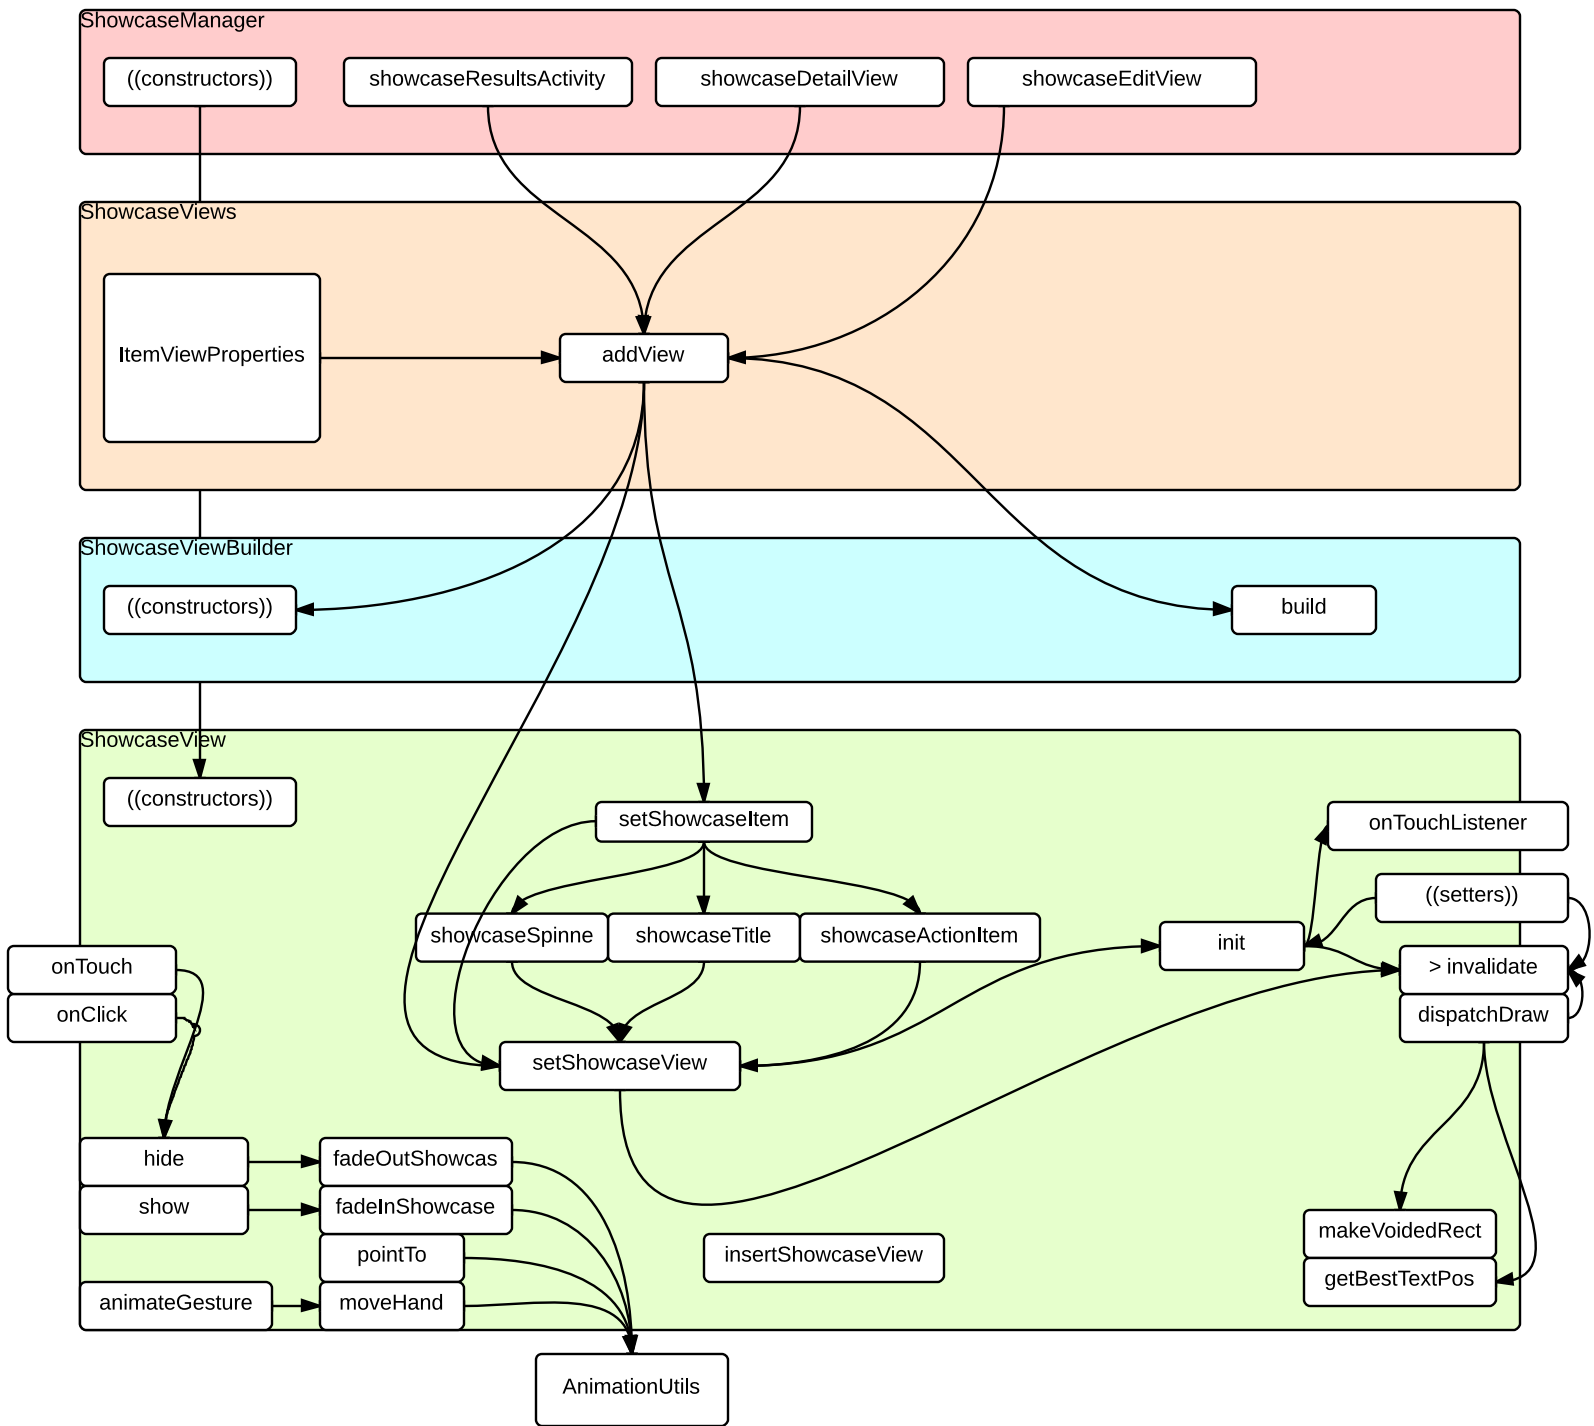 ShowcaseManager
((constructors))
showcaseResultsActivity
showcaseDetailView
showcaseEditView
ShowcaseViews
ItemViewProperties
addView
ShowcaseViewBuilder
((constructors))
build
ShowcaseView
((constructors))
setShowcaseItem
onTouchListener
((setters))
showcaseSpinne
showcaseTitle
showcaseActionItem
init
onTouch
> invalidate
onClick
dispatchDraw
setShowcaseView
hide
fadeOutShowcas
show
fadeInShowcase
makeVoidedRect
pointTo
insertShowcaseView
getBestTextPos
animateGesture
moveHand
AnimationUtils